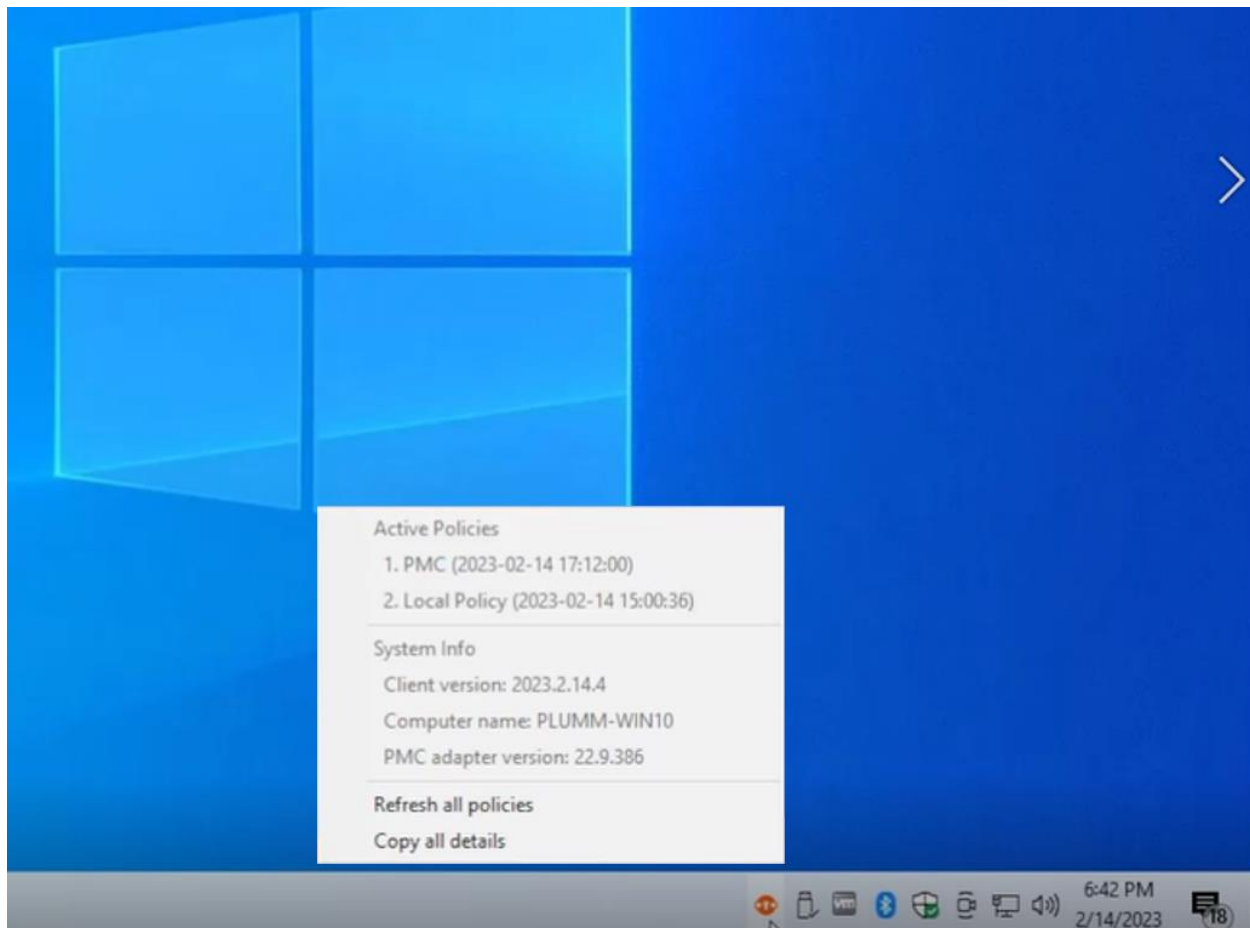 Active Policies
1. PMC (2023-02-14 17:12:00)
2. Local Policy (2023-02-14 15:00:36)
System Info
Client version: 2023.2.14.4
Computer name: PLUMM-WIN10
PMC adapter version: 22.9.386
Refresh all policies
Copy all details
vm
6:42 PM
2/14/2023
18